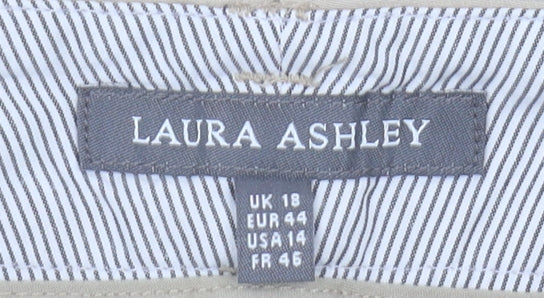 LAURA ASHLEY
UK 18
EUR 44
USA 14
FR 46